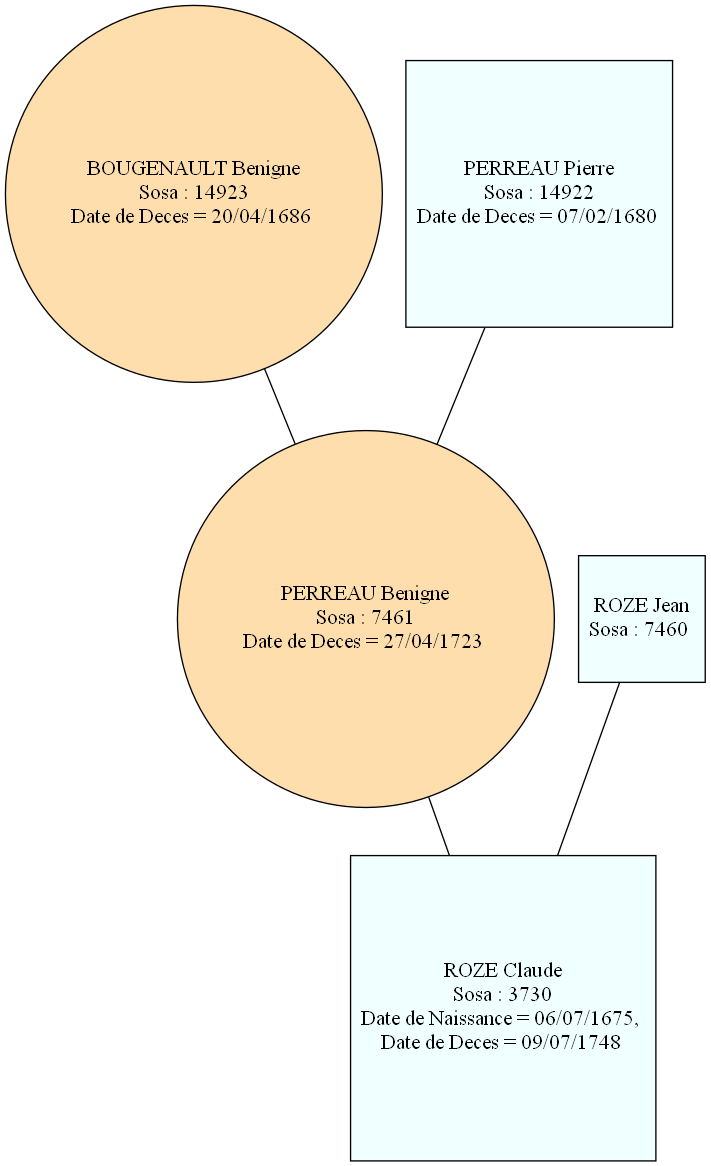 BOUGENAULT Benigne
Sosa : 14923
Date de Deces = 20/04/1686
PERREAU Pierre
Sosa : 14922
Date de Deces = 07/02/1680
PERREAU Benigne
Sosa : 7461
Date de Deces = 27/04/1723
ROZE Jean
Sosa : 7460
ROZE Claude
Sosa : 3730
Date de Naissance = 06/07/1675,
Date de Deces = 09/07/1748